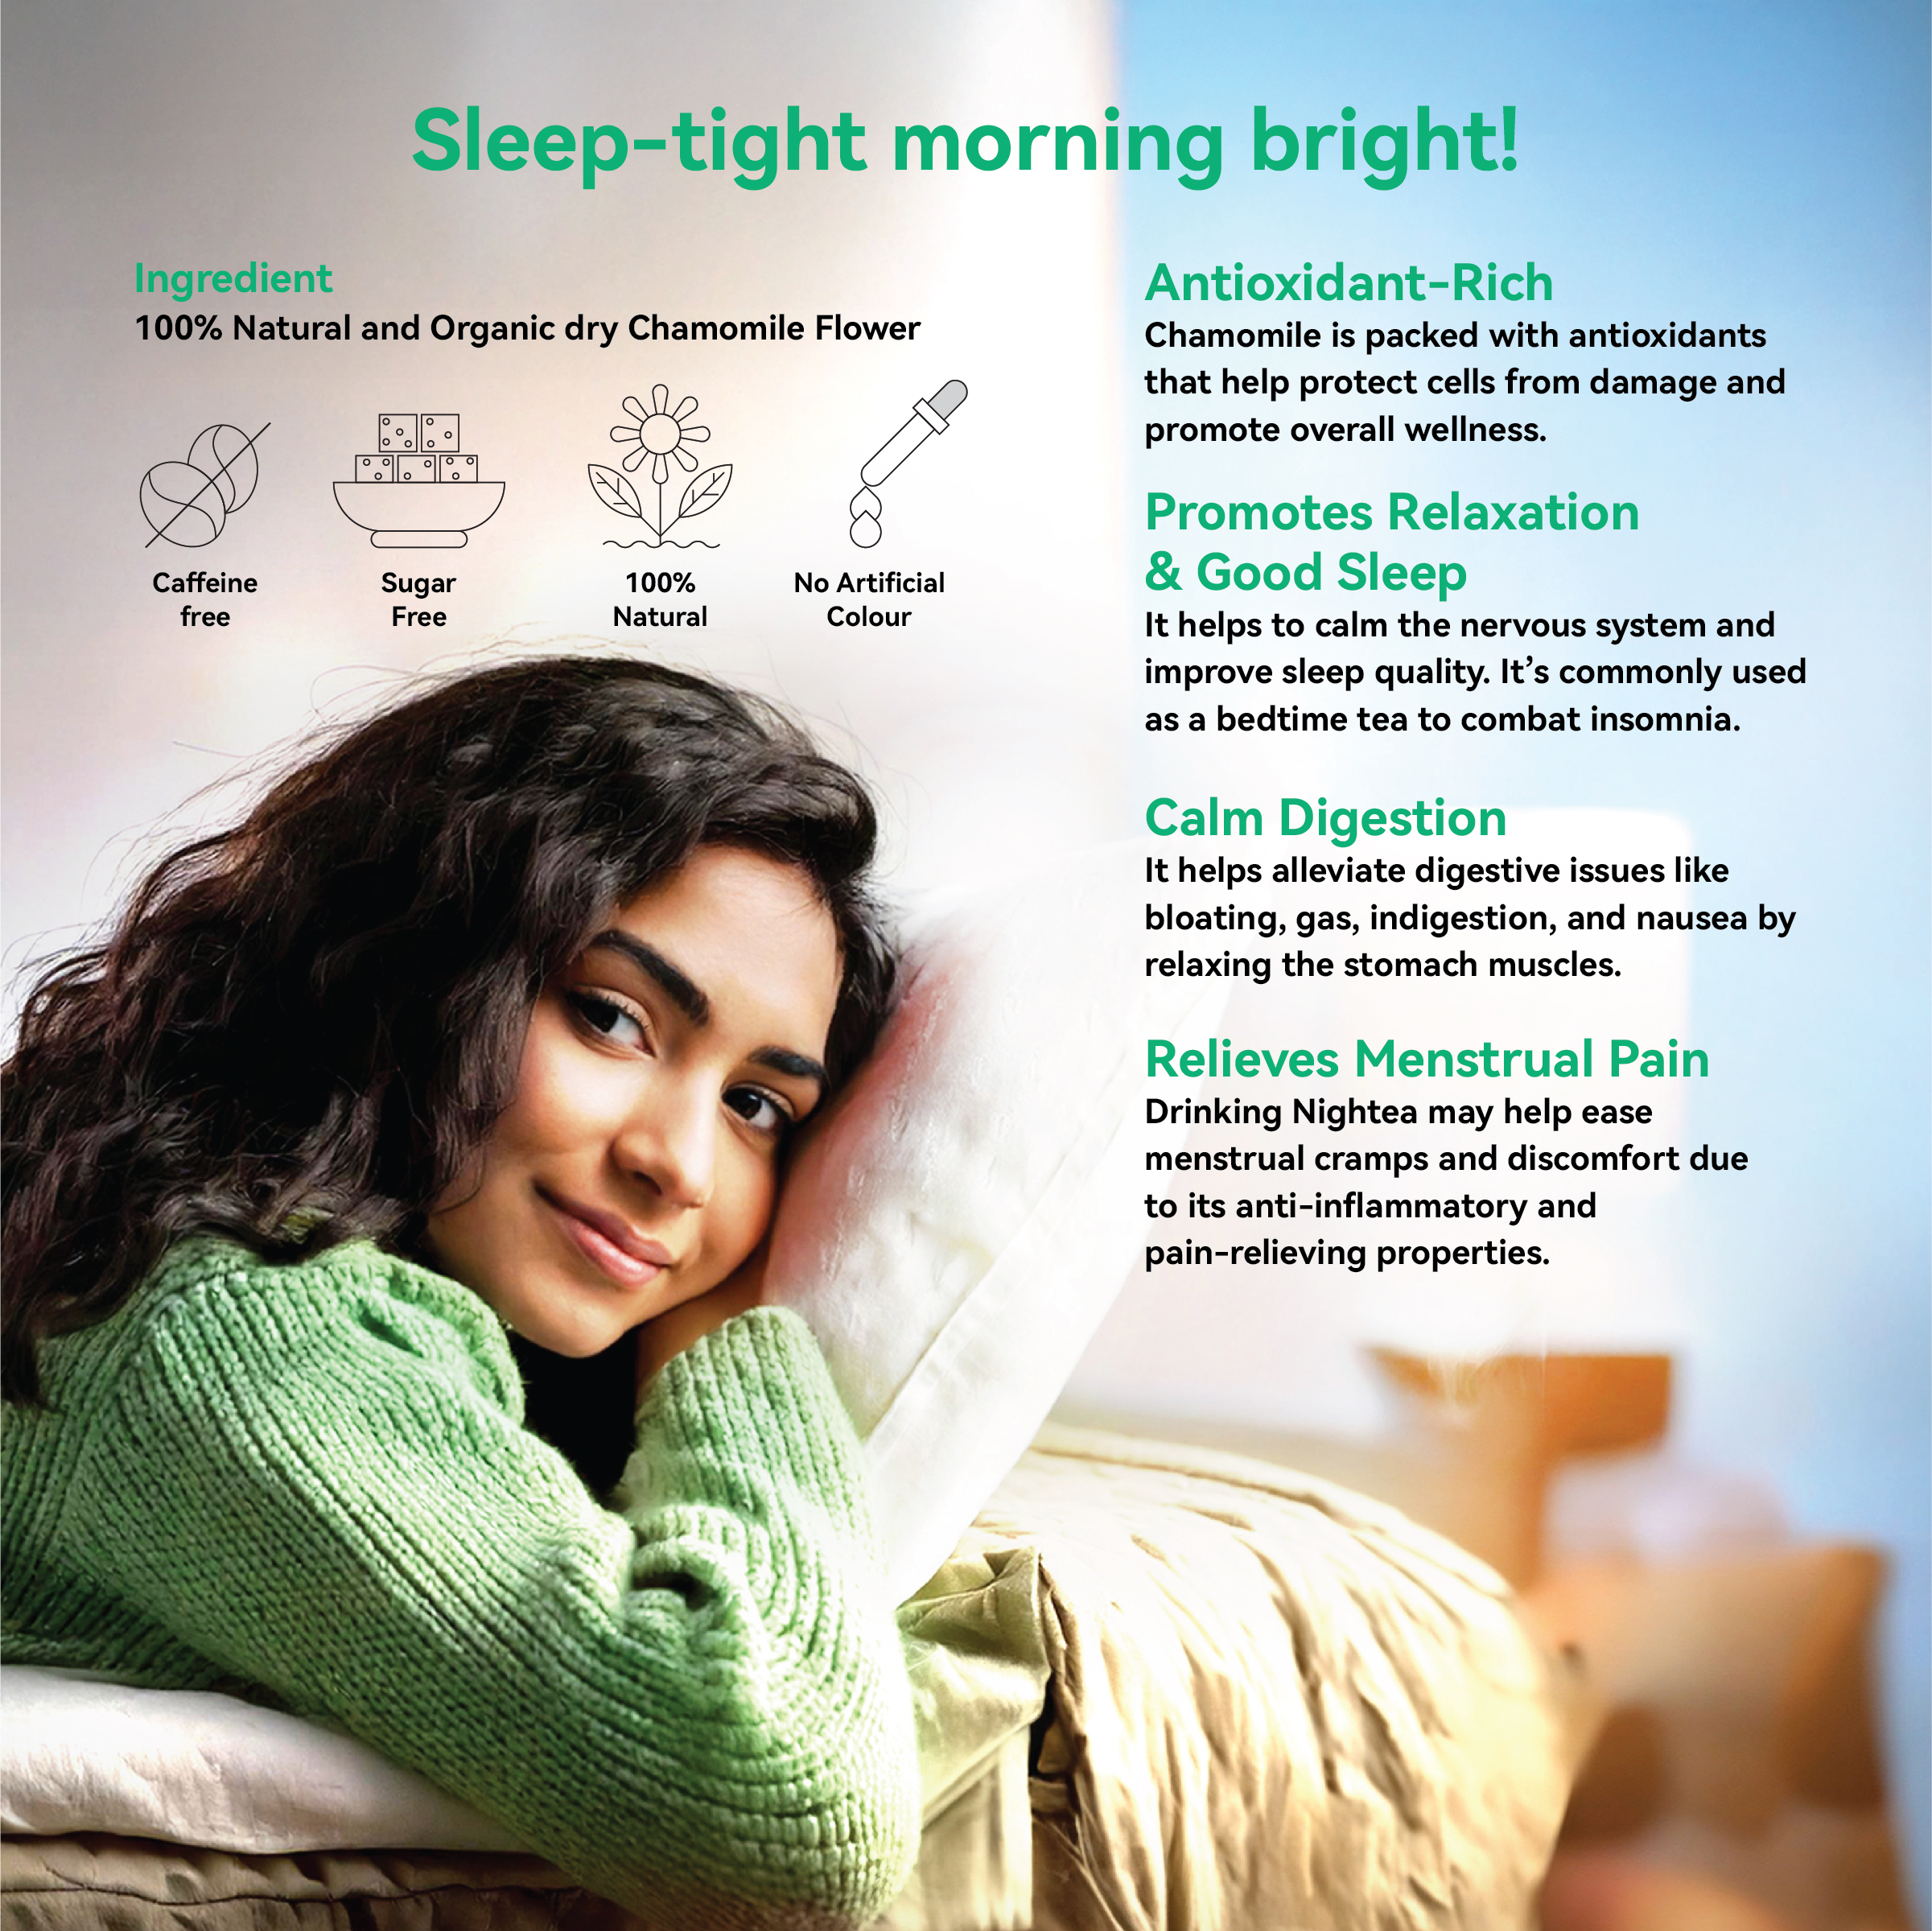 Sleep-tight morning bright!
Ingredient
100% Natural and Organic dry Chamomile Flower
Caffeine
free
Sugar
Free
100%
Natural
No Artificial
Colour
Antioxidant-Rich
Chamomile is packed with antioxidants
that help protect cells from damage and
promote overall wellness.
Promotes Relaxation
& Good Sleep
It helps to calm the nervous system and
improve sleep quality. It’s commonly used
as a bedtime tea to combat insomnia.
Calm Digestion
It helps alleviate digestive issues like
bloating, gas, indigestion, and nausea by
relaxing the stomach muscles.
Relieves Menstrual Pain
Drinking Nightea may help ease
menstrual cramps and discomfort due
to its anti-inflammatory and
pain-relieving properties.